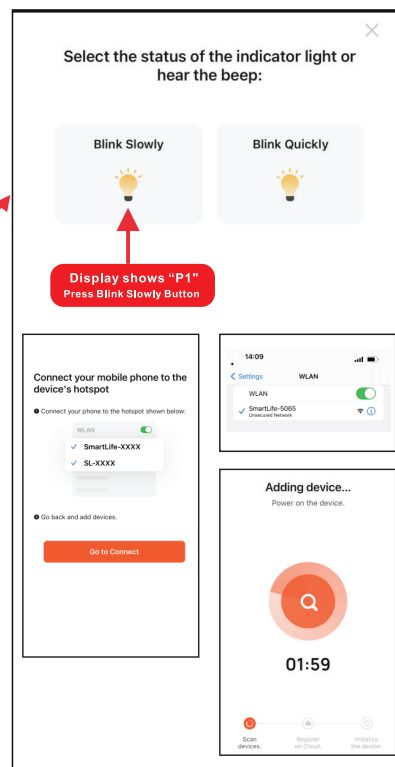 Select the status of the indicator light or
hear the beep:
Blink Slowly
Blink Quickly
Display shows “P1"
Press Blink Slowly Button
Connect your mobile phone to the
device's hotspot
❶ Connect your phone to the hotspot shown below:
WLAN
SmartLife-XXXX
SL-XXXX
❷ Go back and add devices.
Go to Connect
14:09
Settings
WLAN
WLAN
SmartLife-5065
Unsecured Network
Adding device...
Power on the device.
01:59
Scan
devices.
Register
on Cloud.
Initialize
the device.